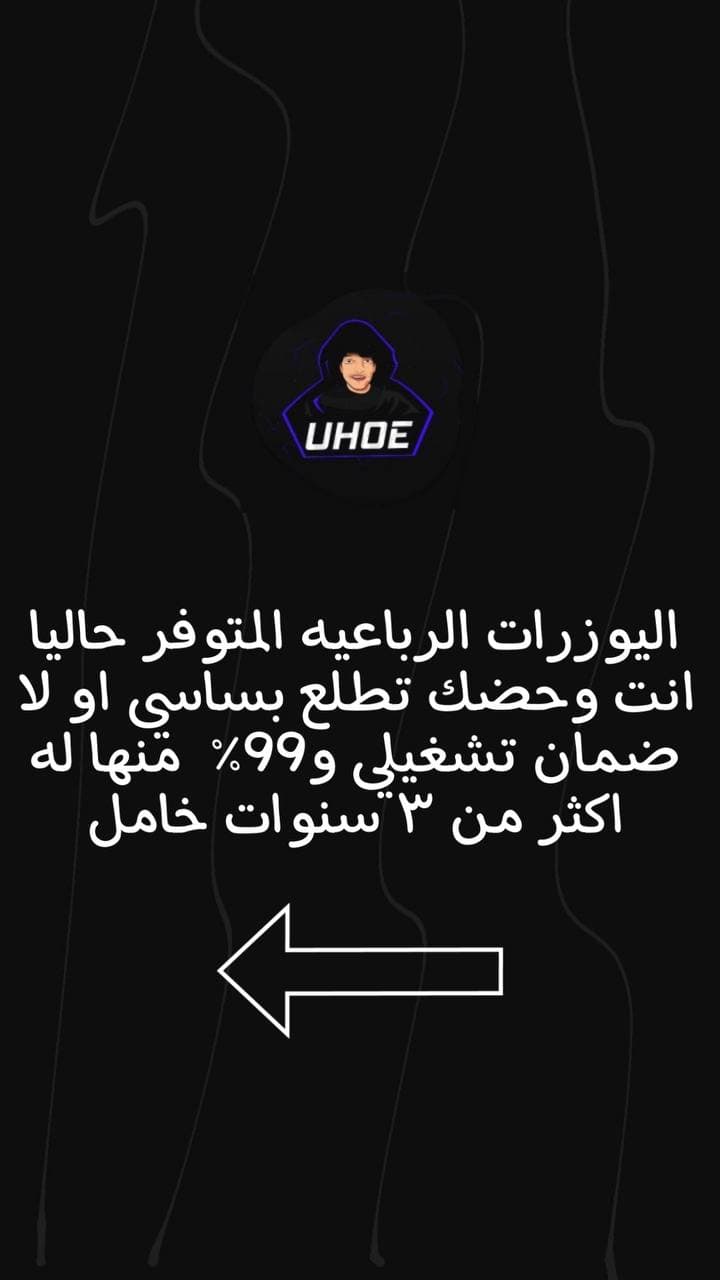 UHOE
اليوزرات الرباعيه المتوفر حاليا
انت وحضك تطلع بساسي او لا
ضمان تشغيلي و99٪ منها له
اكثر من ٣ سنوات خامل